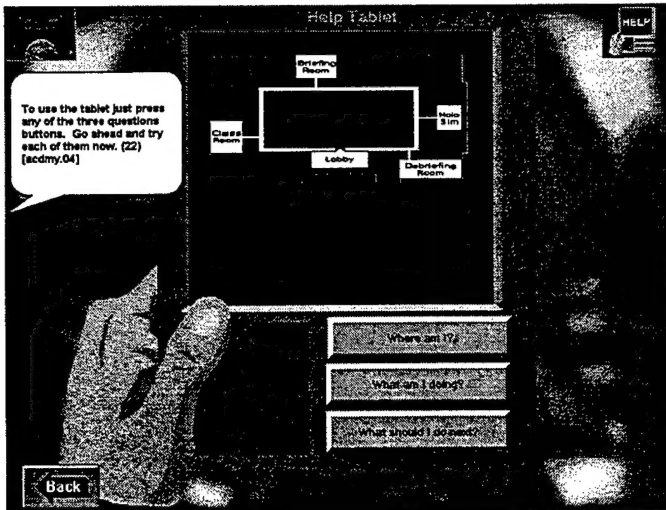 Help Tablet
HELP
To use the tablet just press
any of the three questions
buttons. Go ahead and try
each of them now. (22)
[acdmy.04]
Briefing
Room
Holo
Sim
Class
Room
Lobby
Debriefing
Room
Where am I?
What am I doing?
What should I do next?
Back